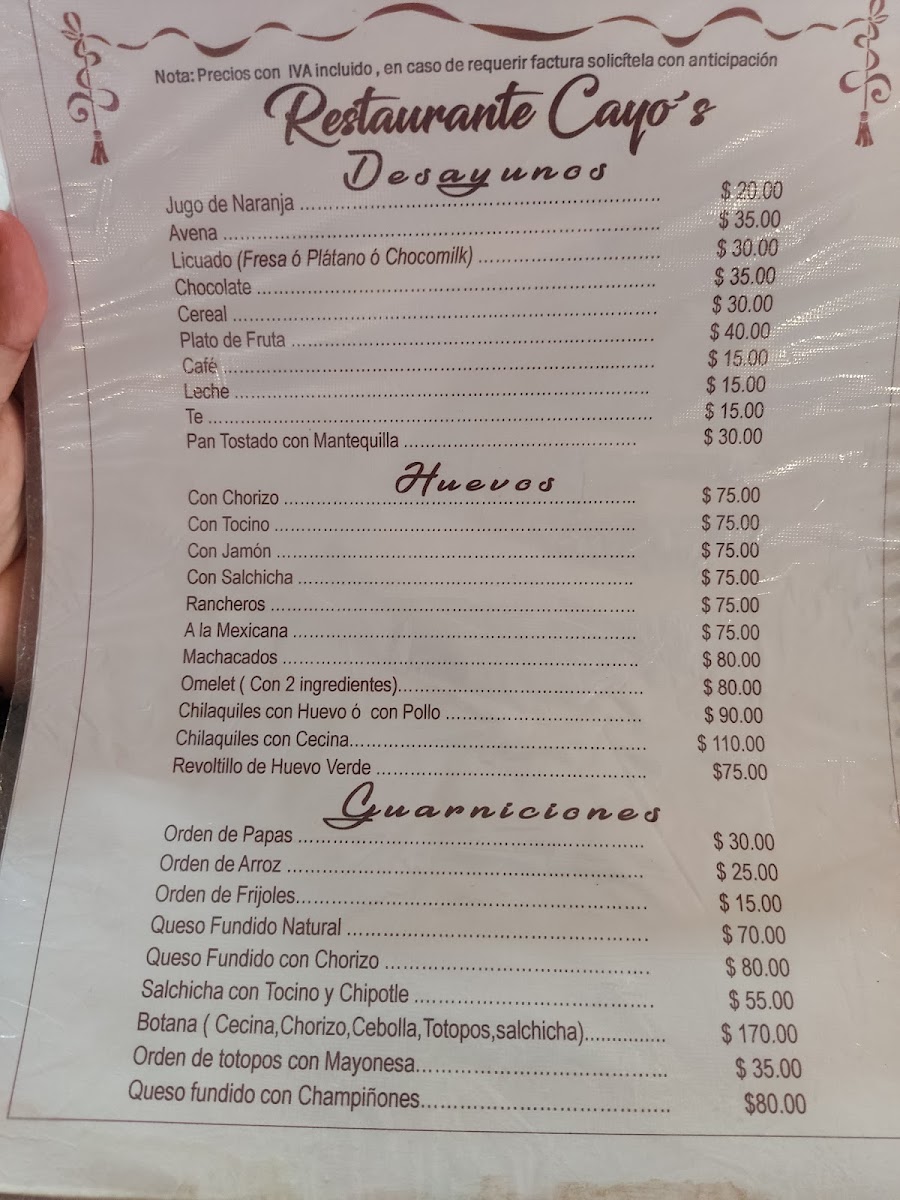 Nota: Precios con IVA incluido, en caso de requerir factura solicítela con anticipación
Restaurante Cayo´s
Desayunos
Jugo de Naranja ........ $ 20.00
Avena ........ $ 35.00
Licuado (Fresa ó Plátano ó Chocomilk) ........ $ 30.00
Chocolate ........ $ 35.00
Cereal ........ $ 30.00
Plato de Fruta ........ $ 40.00
Café ........ $ 15.00
Leche ........ $ 15.00
Te ........ $ 15.00
Pan Tostado con Mantequilla ........ $ 30.00
Huevos
Con Chorizo ........ $ 75.00
Con Tocino ........ $ 75.00
Con Jamón ........ $ 75.00
Con Salchicha ........ $ 75.00
Rancheros ........ $ 75.00
A la Mexicana ........ $ 75.00
Machacados ........ $ 80.00
Omelet ( Con 2 ingredientes)........ $ 80.00
Chilaquiles con Huevo ó con Pollo ........ $ 90.00
Chilaquiles con Cecina........ $ 110.00
Revoltillo de Huevo Verde ........ $75.00
Guarniciones
Orden de Papas ........ $ 30.00
Orden de Arroz ........ $ 25.00
Orden de Frijoles........ $ 15.00
Queso Fundido Natural ........ $ 70.00
Queso Fundido con Chorizo ........ $ 80.00
Salchicha con Tocino y Chipotle ........ $ 55.00
Botana ( Cecina,Chorizo,Cebolla,Totopos,salchicha)........ $ 170.00
Orden de totopos con Mayonesa........ $ 35.00
Queso fundido con Champiñones........ $80.00